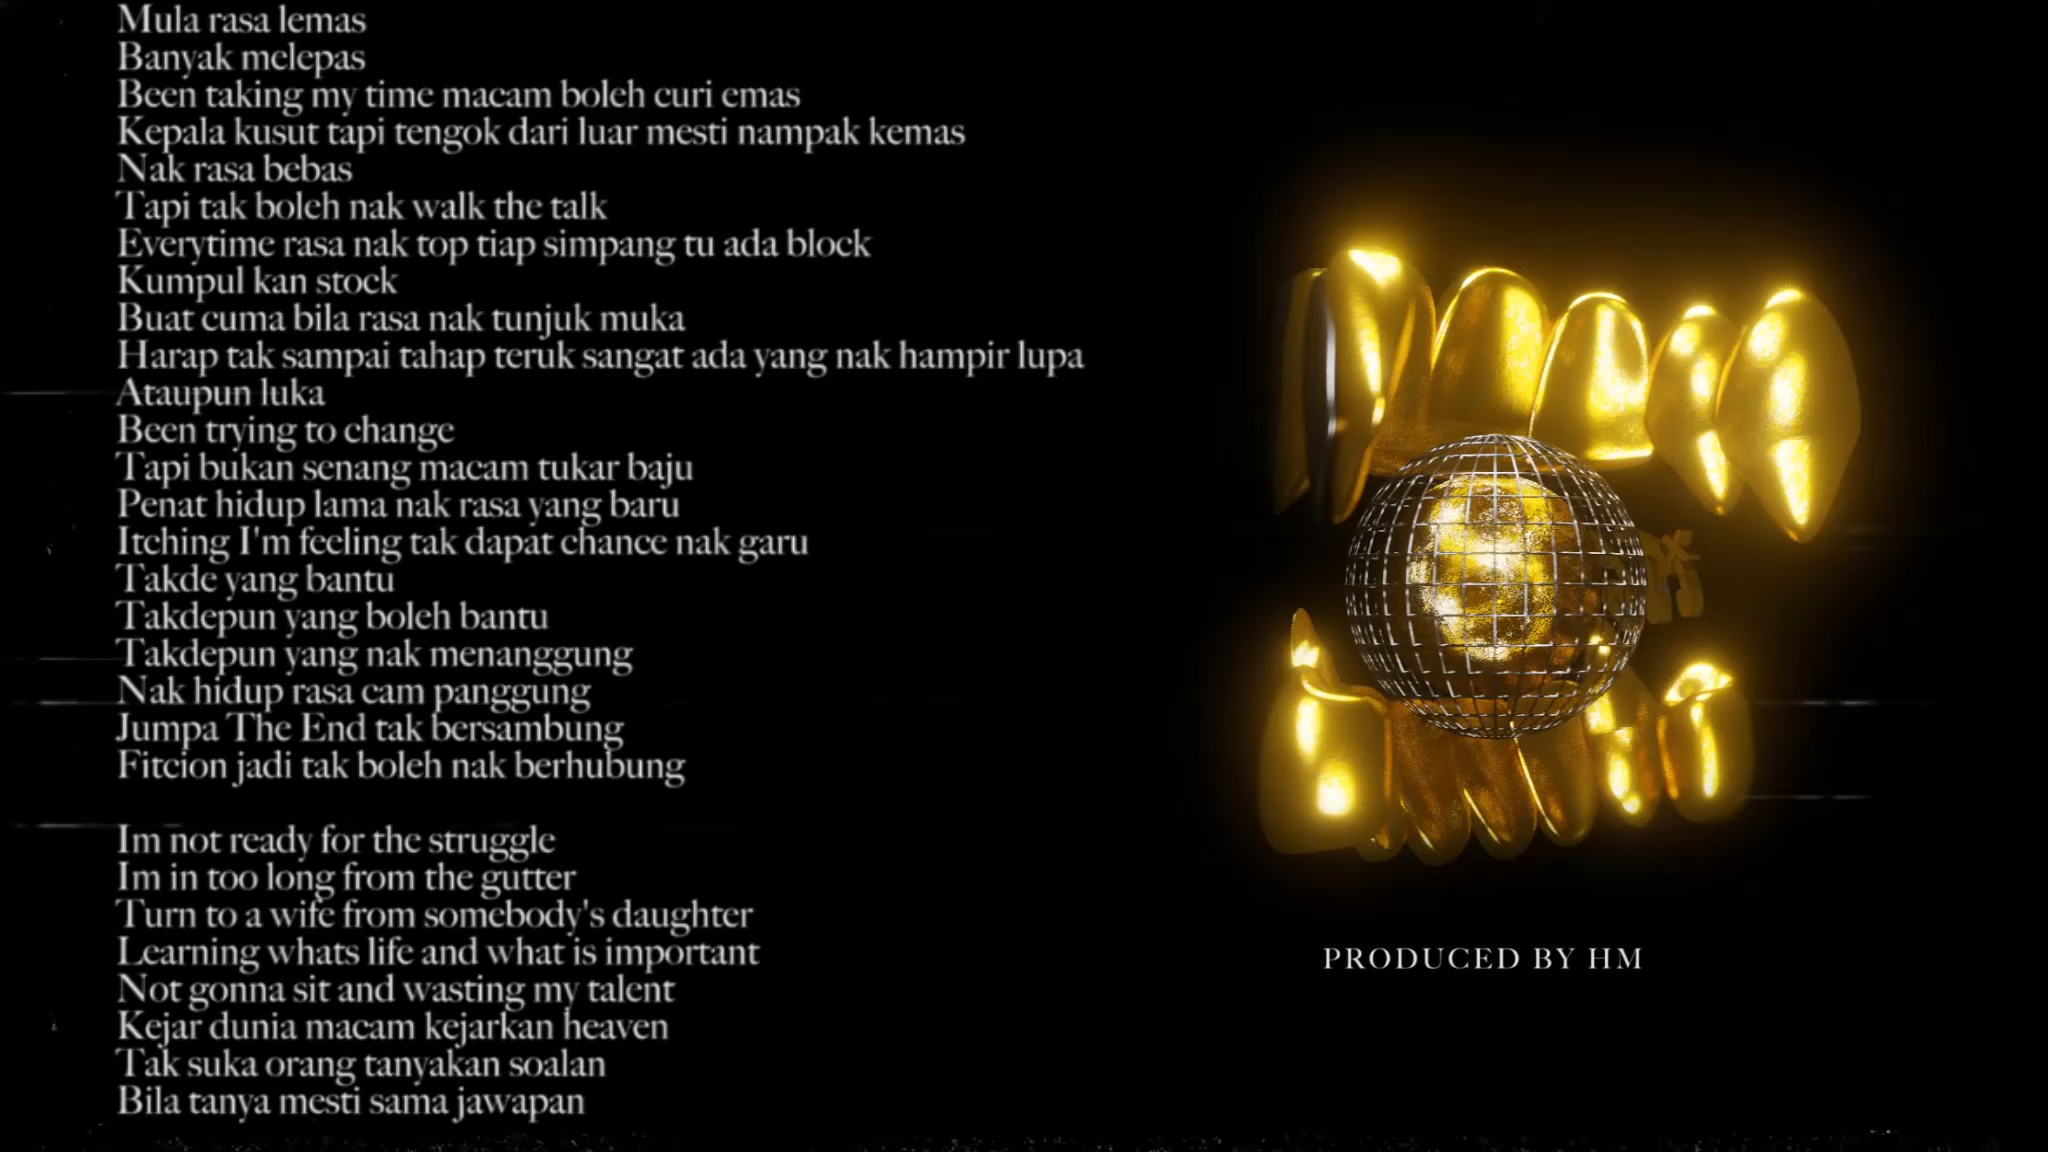 Mula rasa lemas
Banyak melepas
Been taking my time macam boleh curi emas
Kepala kusut tapi tengok dari luar mesti nampak kemas
Nak rasa bebas
Tapi tak boleh nak walk the talk
Everytime rasa nak top tiap simpang tu ada block
Kumpul kan stock
Buat cuma bila rasa nak tunjuk muka
Harap tak sampai tahap teruk sangat ada yang nak hampir lupa
Ataupun luka
Been trying to change
Tapi bukan senang macam tukar baju
Penat hidup lama nak rasa yang baru
Itching I'm feeling tak dapat chance nak garu
Takde yang bantu
Takdepun yang boleh bantu
Takdepun yang nak menanggung
Nak hidup rasa cam panggung
Jumpa The End tak bersambung
Fitcion jadi tak boleh nak berhubung

Im not ready for the struggle
Im in too long from the gutter
Turn to a wife from somebody's daughter
Learning whats life and what is important
Not gonna sit and wasting my talent
Kejar dunia macam kejarkan heaven
Tak suka orang tanyakan soalan
Bila tanya mesti sama jawapan
PRODUCED BY HM